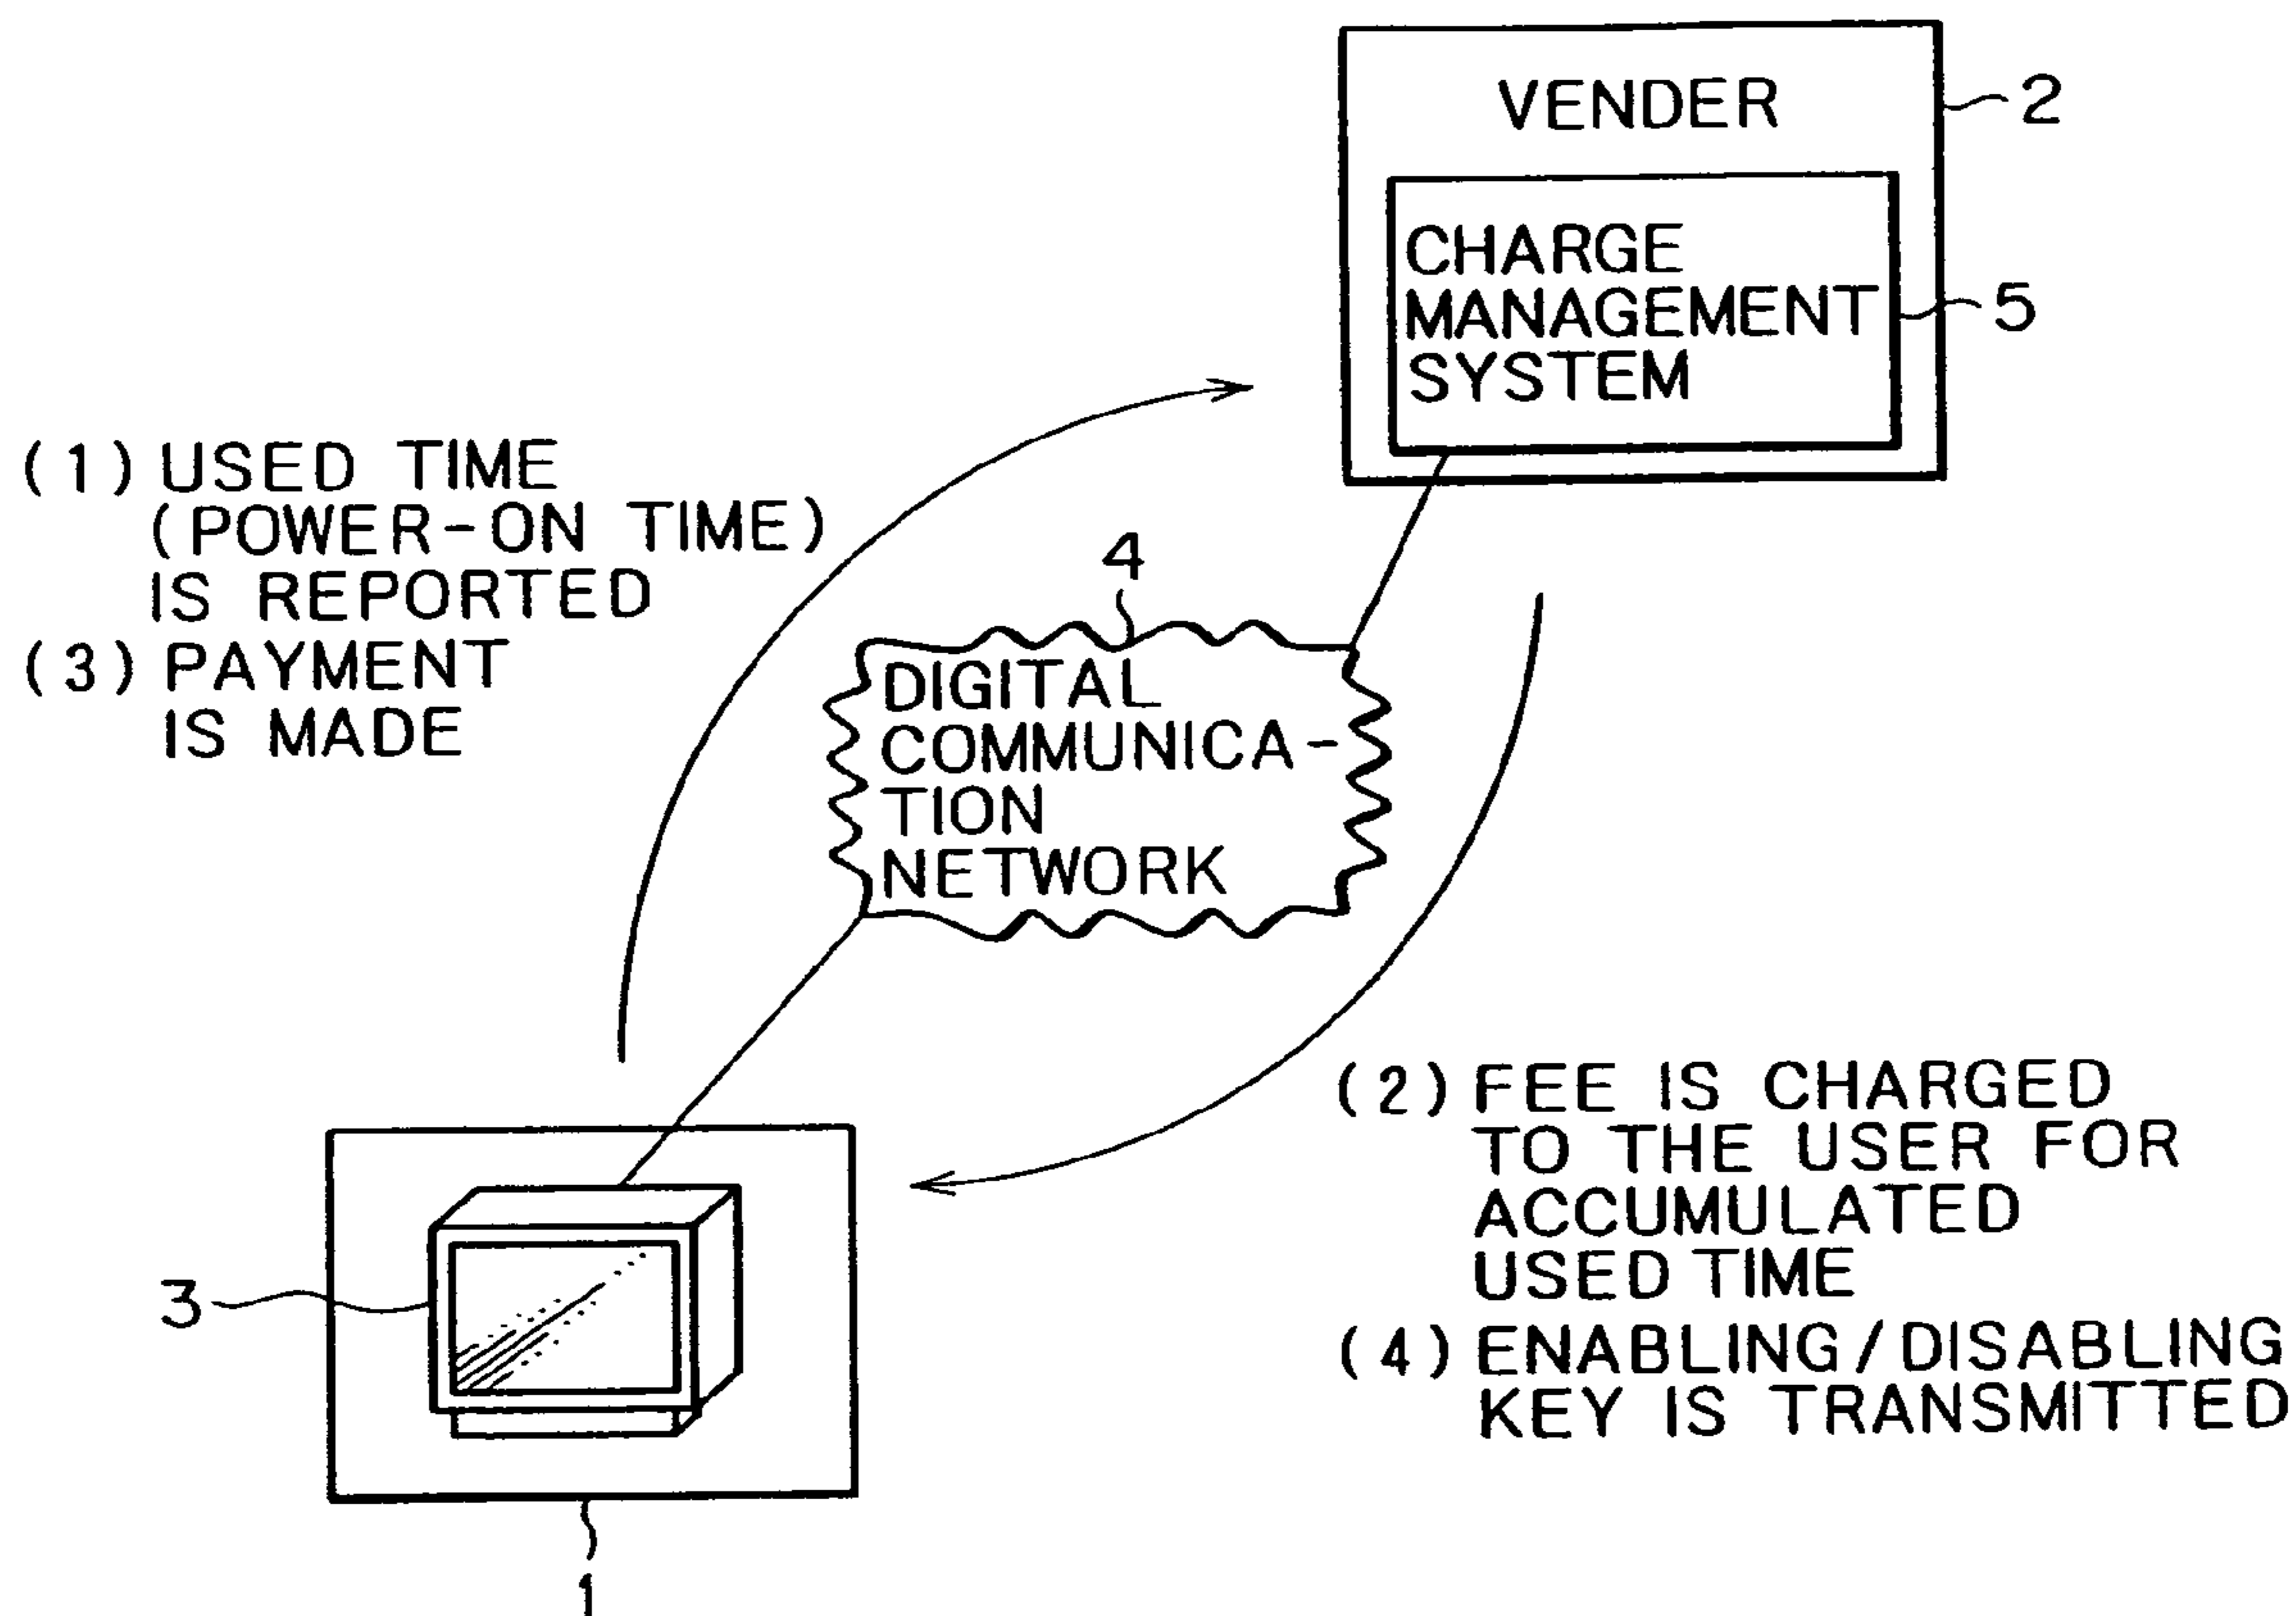 VENDER
2
CHARGE
MANAGEMENT
SYSTEM
5
(1) USED TIME
(POWER-ON TIME)
IS REPORTED
(3) PAYMENT
IS MADE
4
DIGITAL
COMMUNICA-
TION
NETWORK
(2) FEE IS CHARGED
TO THE USER FOR
ACCUMULATED
USED TIME
(4) ENABLING/DISABLING
KEY IS TRANSMITTED
3
1